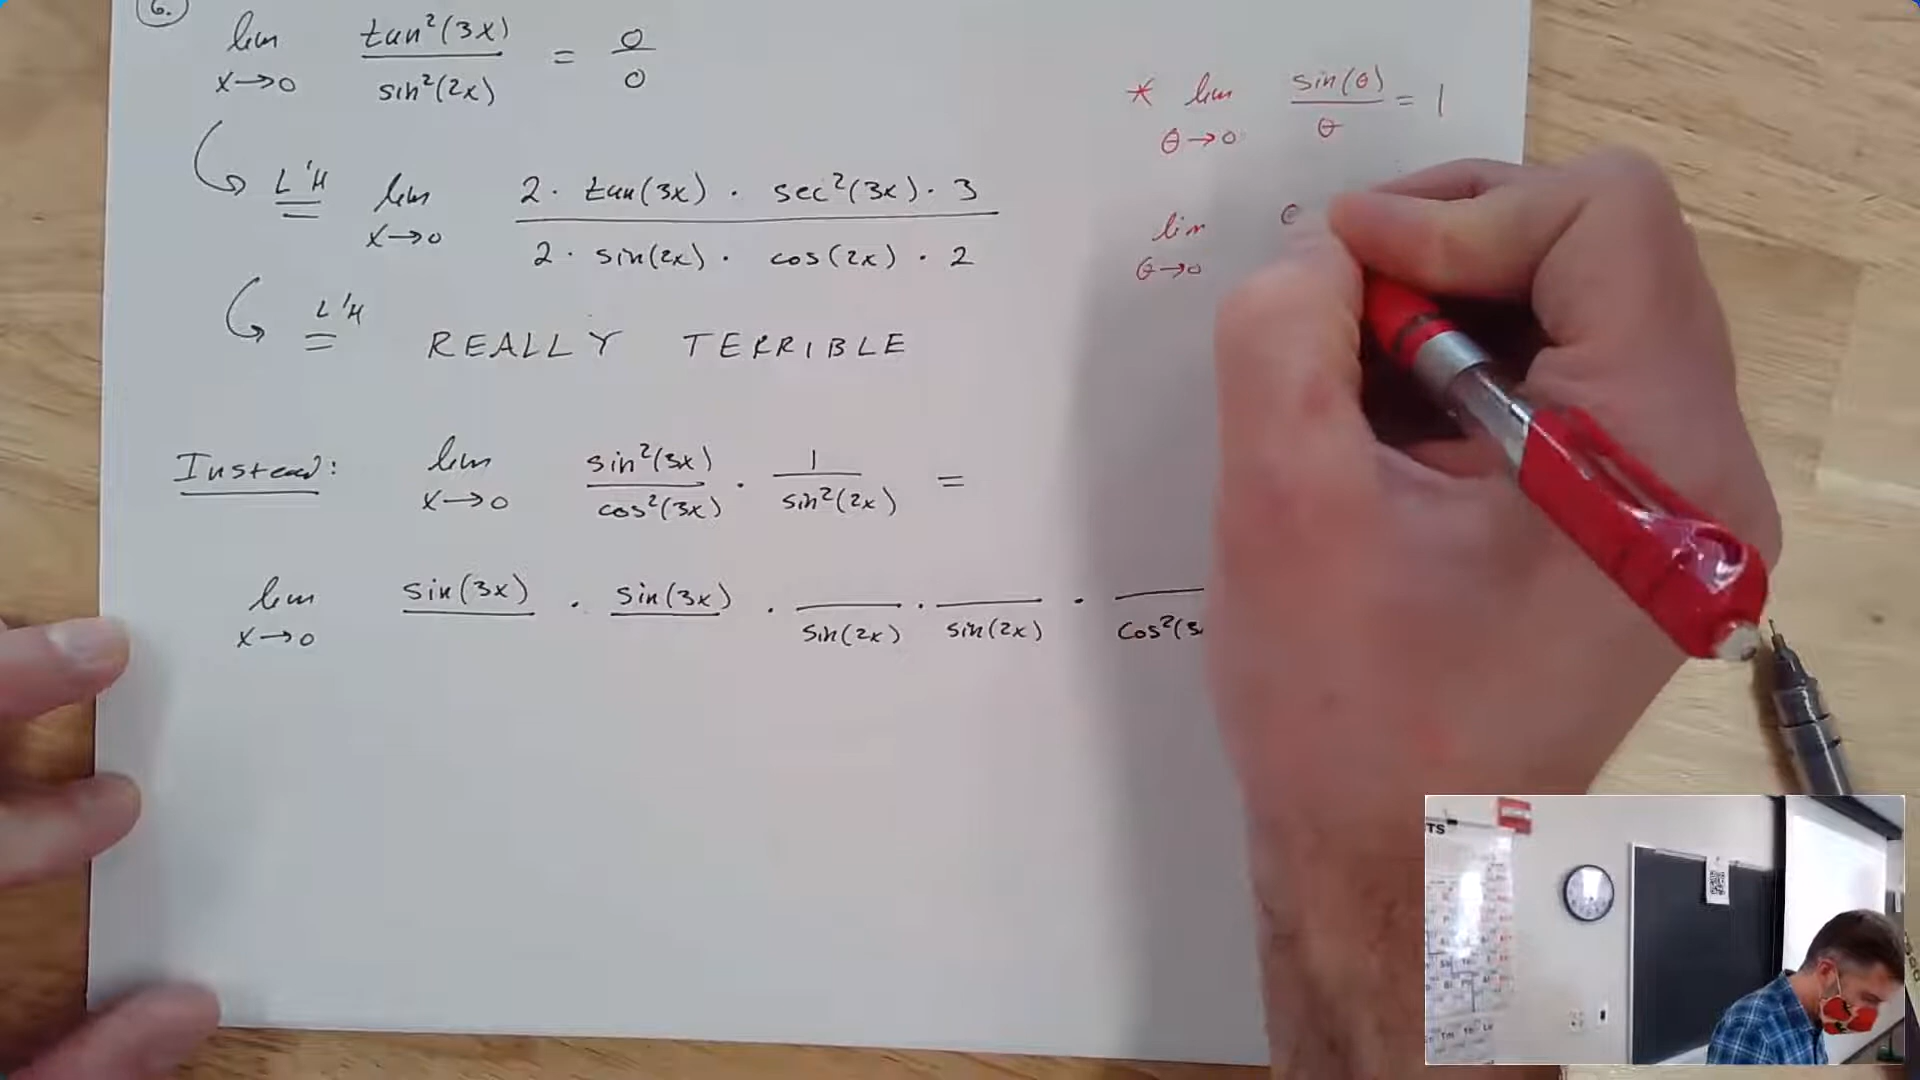 6.
lim x→0 tan²(3x) / sin²(2x) = 0/0
L'H = lim x→0 2 · tan(3x) · sec²(3x) · 3 / 2 · sin(2x) · cos(2x) · 2
L'H = REALLY TERRIBLE
Instead: lim x→0 sin²(3x) / cos²(3x) · 1 / sin²(2x) =
lim x→0 sin(3x) / · sin(3x) / · / sin(2x) · / sin(2x) · / cos²(3
* lim θ→0 sin(θ) / θ = 1
lim θ→0
TS